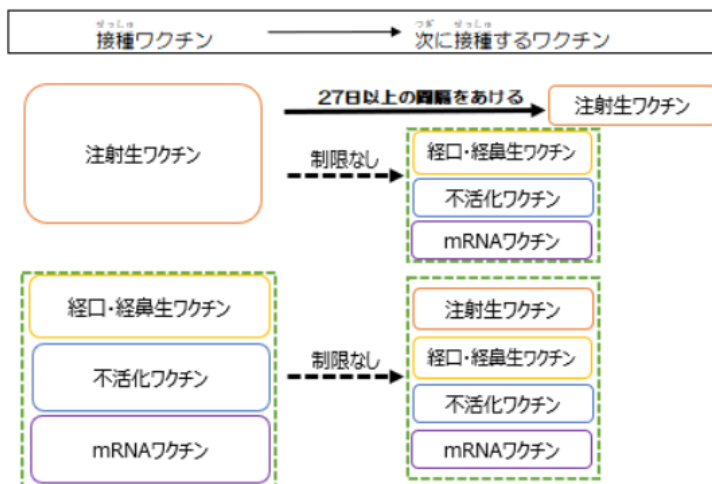 せっしゅ
接種ワクチン
つぎ せっしゅ
次に接種するワクチン
注射生ワクチン
27日以上の間隔をあける
注射生ワクチン
制限なし
経口・経鼻生ワクチン
不活化ワクチン
mRNAワクチン
経口・経鼻生ワクチン
不活化ワクチン
mRNAワクチン
制限なし
注射生ワクチン
経口・経鼻生ワクチン
不活化ワクチン
mRNAワクチン